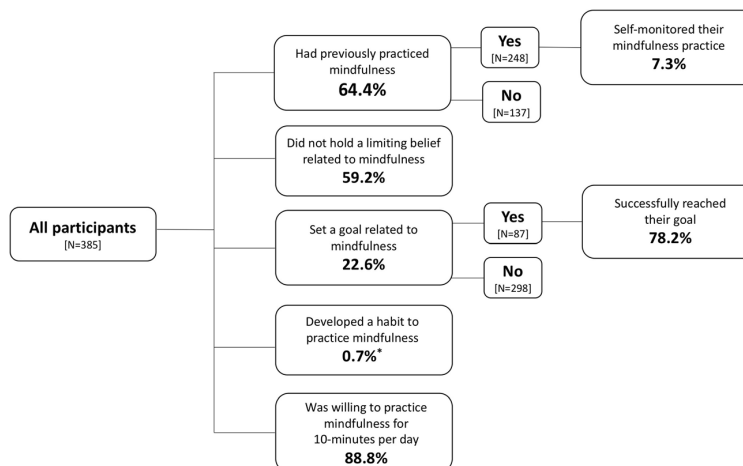 All participants
[N=385]
Had previously practiced
mindfulness
64.4%
Yes
[N=248]
Self-monitored their
mindfulness practice
7.3%
No
[N=137]
Did not hold a limiting belief
related to mindfulness
59.2%
Set a goal related to
mindfulness
22.6%
Yes
[N=87]
Successfully reached
their goal
78.2%
No
[N=298]
Developed a habit to
practice mindfulness
0.7%*
Was willing to practice
mindfulness for
10-minutes per day
88.8%